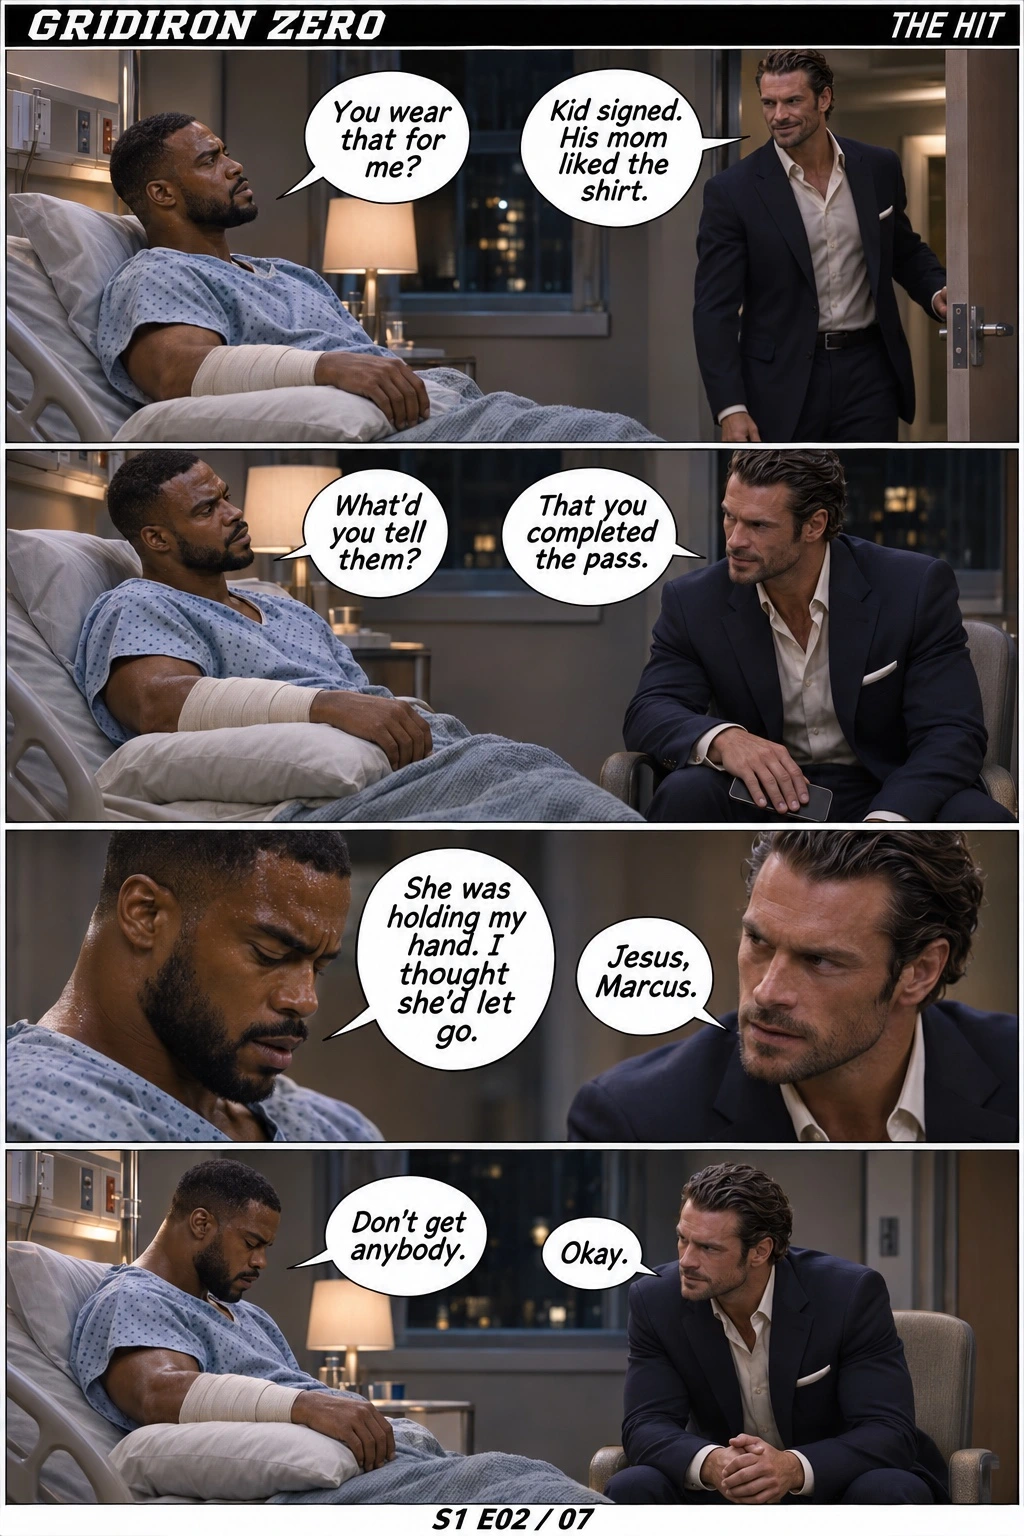 GRIDIRON ZERO
THE HIT
You wear
that for
me?
Kid signed.
His mom
liked the
shirt.
What'd
you tell
them?
That you
completed
the pass.
She was
holding my
hand. I
thought
she'd let
go.
Jesus,
Marcus.
Don't get
anybody.
Okay.
S1 E02 / 07